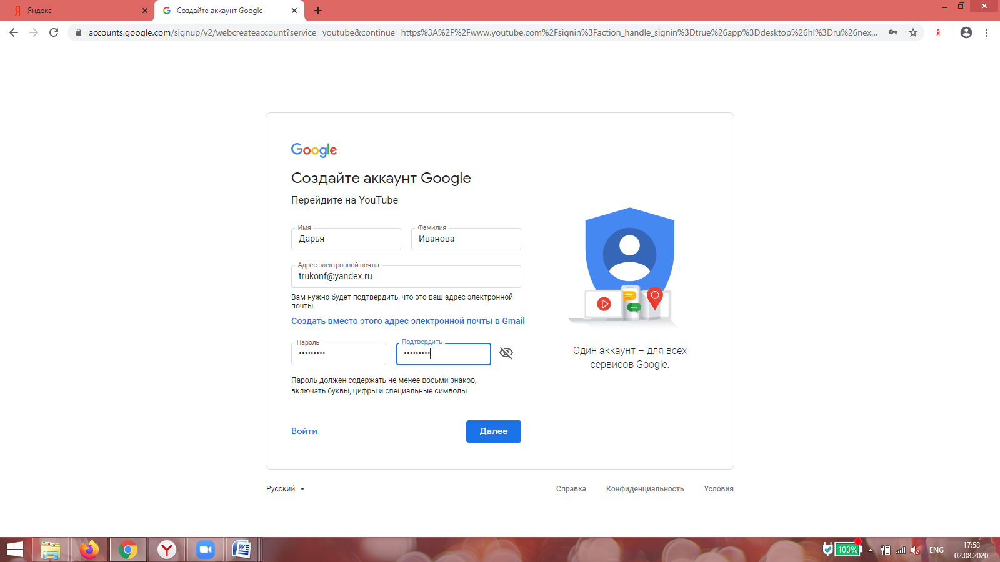 Яндекс
Создайте аккаунт Google
accounts.google.com/signup/v2/webcreateaccount?service=youtube&continue=https%3A%2F%2Fwww.youtube.com%2Fsignin%3Faction_handle_signin%3Dtrue%26app%3Ddesktop%26hl%3Dru%26nex...
Google
Создайте аккаунт Google
Перейдите на YouTube
Имя
Фамилия
Дарья
Иванова
Адрес электронной почты
trukonf@yandex.ru
Вам нужно будет подтвердить, что это ваш адрес электронной
почты.
Создать вместо этого адрес электронной почты в Gmail
Пароль
Подтвердить
•••••••••
•••••••••
Пароль должен содержать не менее восьми знаков,
включать буквы, цифры и специальные символы
Войти
Далее
Один аккаунт – для всех
сервисов Google.
Русский
Справка
Конфиденциальность
Условия
100%
ENG
17:58
02.08.2020